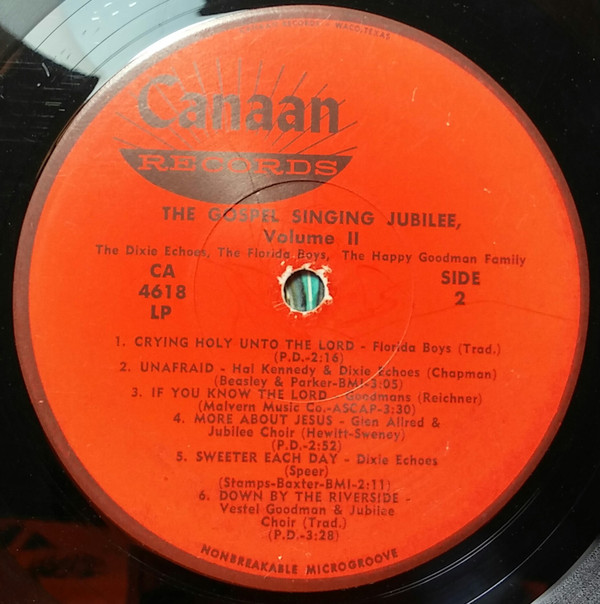 RECORDS - WACO, TEXAS
Canaan
RECORDS
THE GOSPEL SINGING JUBILEE,
Volume II
The Dixie Echoes, The Florida Boys, The Happy Goodman Family
CA
4618
LP
SIDE
2
1. CRYING HOLY UNTO THE LORD - Florida Boys (Trad.)
(P.D.-2:16)
2. UNAFRAID - Hal Kennedy & Dixie Echoes (Chapman)
(Beasley & Parker-BMI-3:05)
3. IF YOU KNOW THE LORD - Goodmans (Reichner)
(Malvern Music Co.-ASCAP-3:30)
4. MORE ABOUT JESUS - Glen Allred &
Jubilee Choir (Hewitt-Sweney)
(P.D.-2:52)
5. SWEETER EACH DAY - Dixie Echoes
(Speer)
(Stamps-Baxter-BMI-2:11)
6. DOWN BY THE RIVERSIDE -
Vestel Goodman & Jubilee
Choir (Trad.)
(P.D.-3:28)
NONBREAKABLE MICROGROOVE